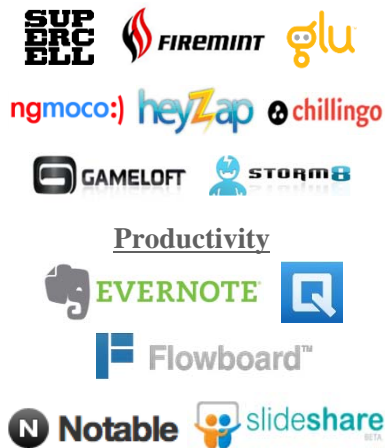 SUP
ERC
ELL
FIREMINT
glu
ngmoco:)
heyZap
chillingo
G GAMELOFT
STORM8
Productivity
EVERNOTE®
Q
F Flowboard™
N Notable
slideshare
BETA